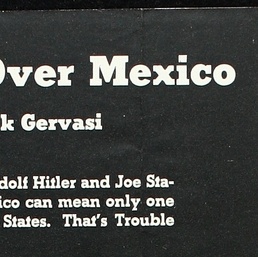 Over Mexico
k Gervasi
dolf Hitler and Joe Sta-
ico can mean only one
States. That's Trouble